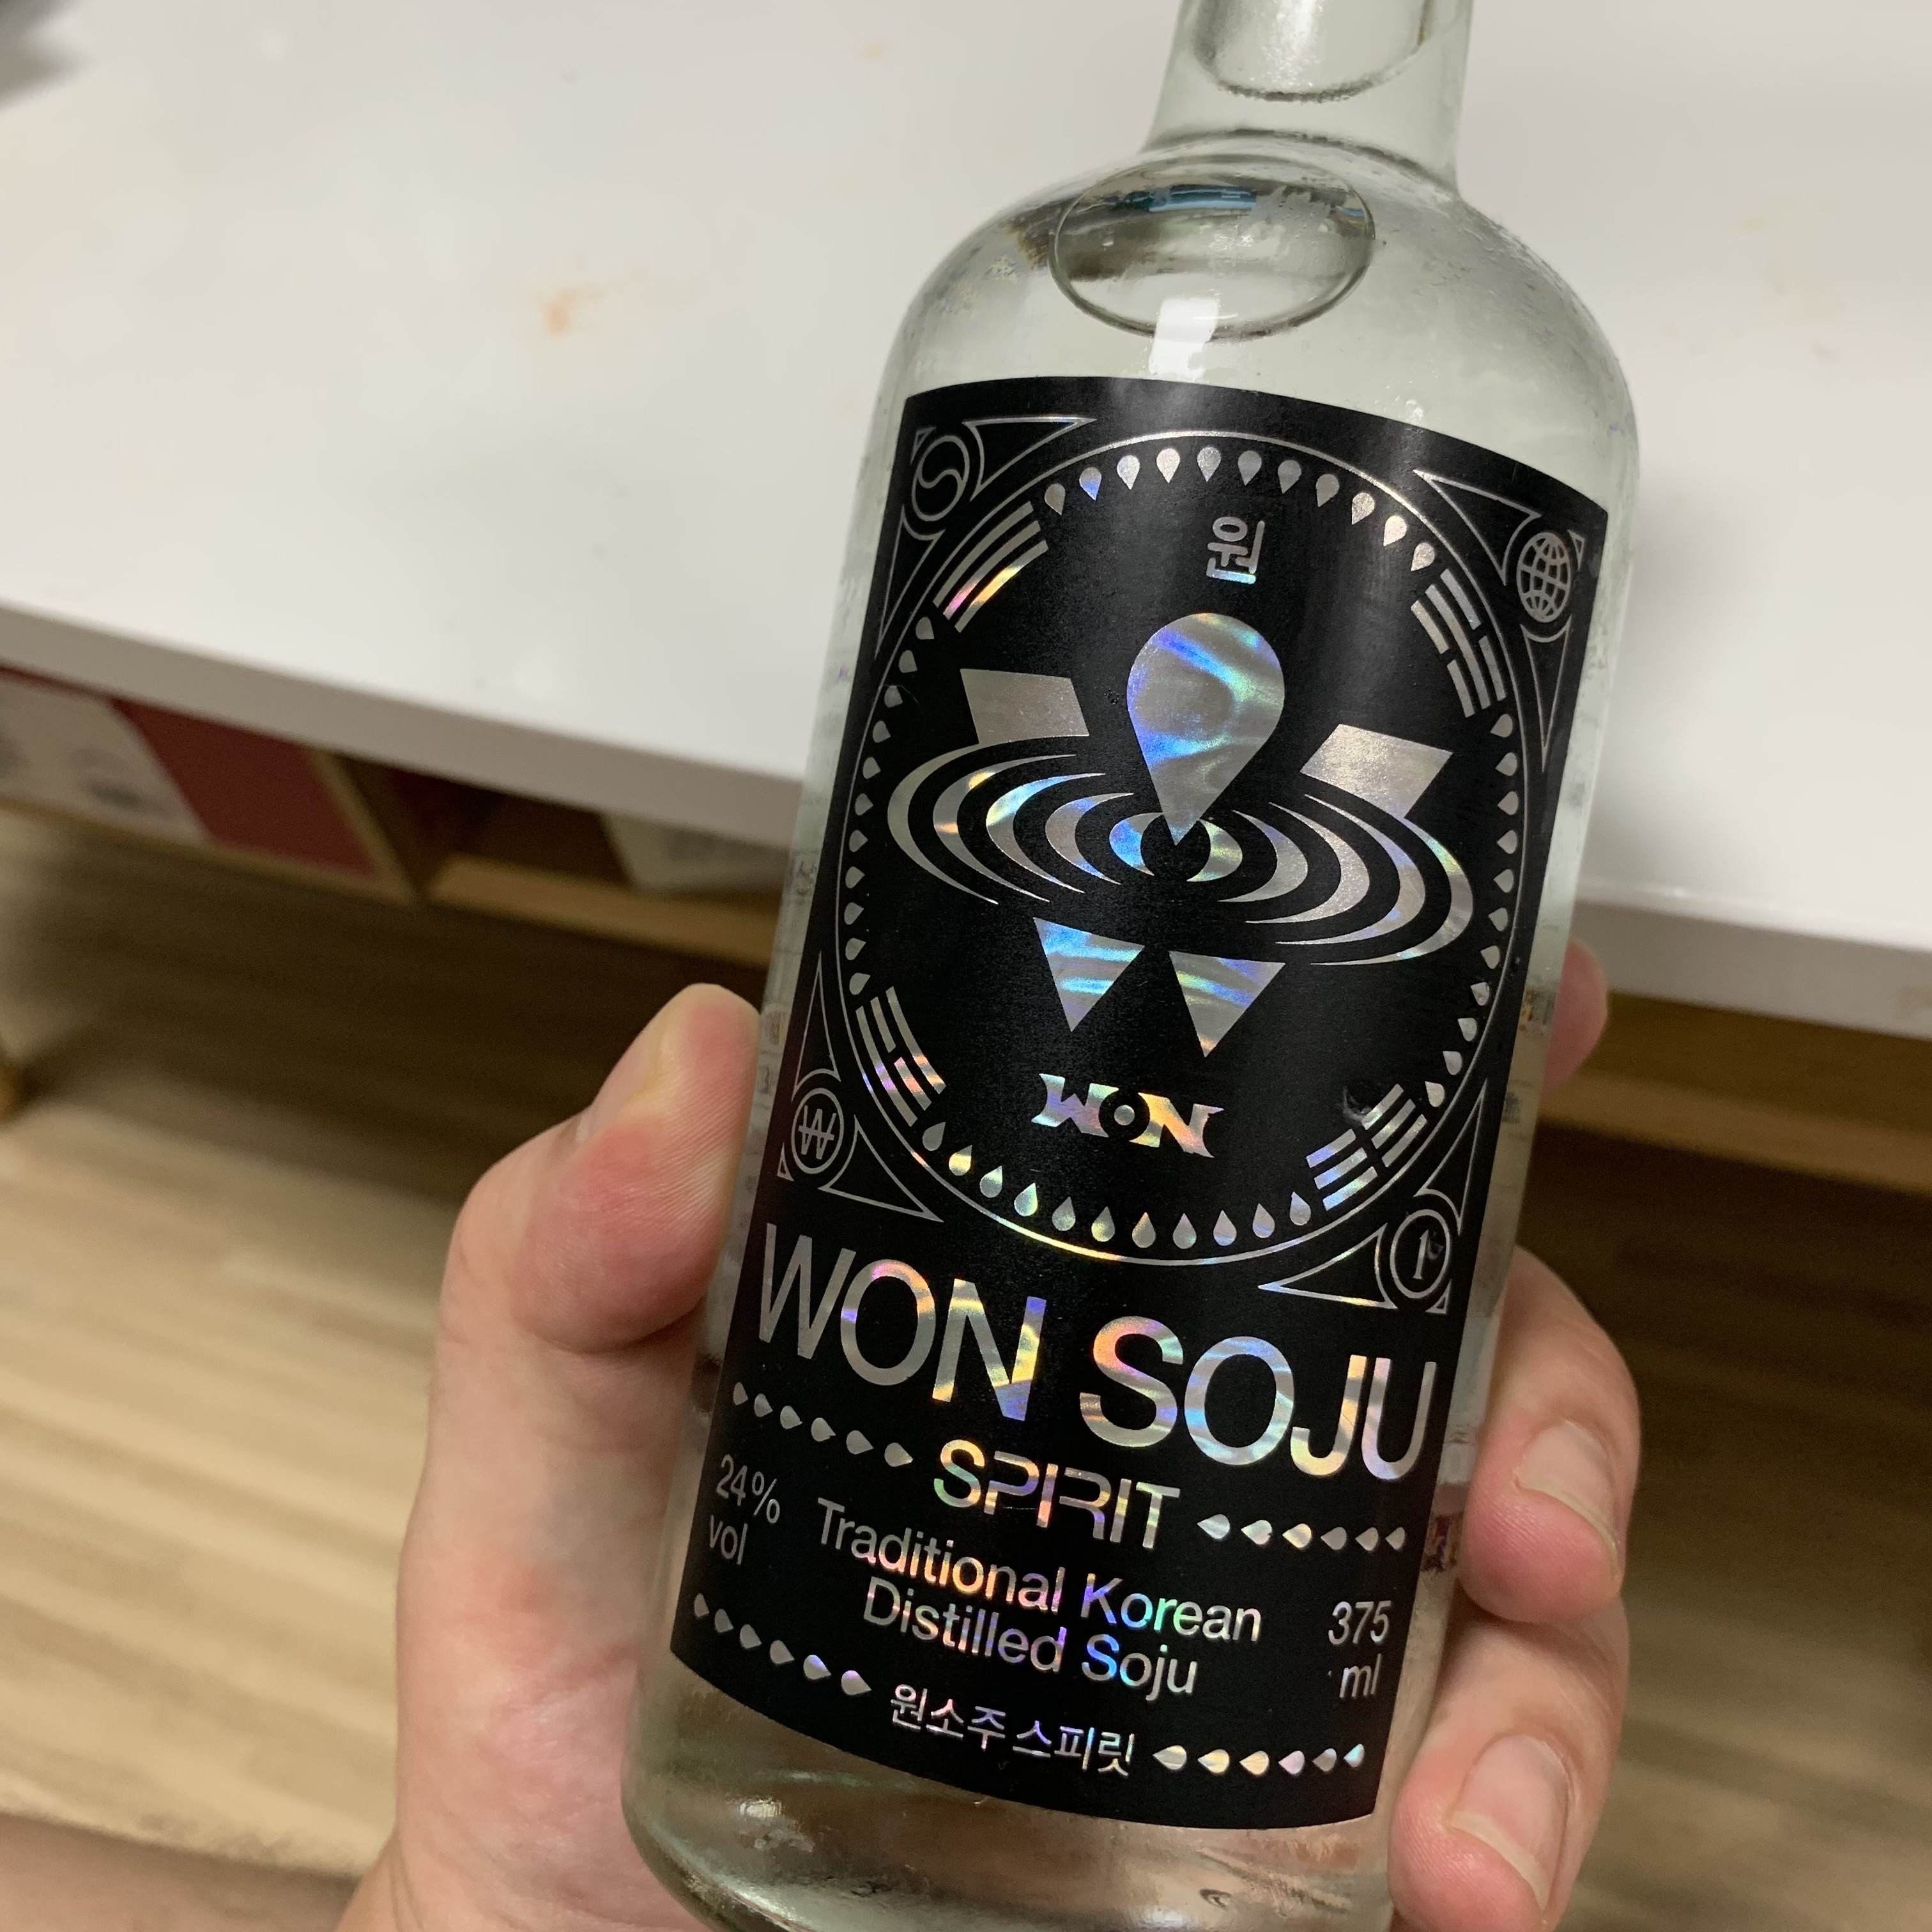 원
W
WON
1
WON SOJU
SPIRIT
24%
vol
Traditional Korean
Distilled Soju
375
ml
원소주 스피릿